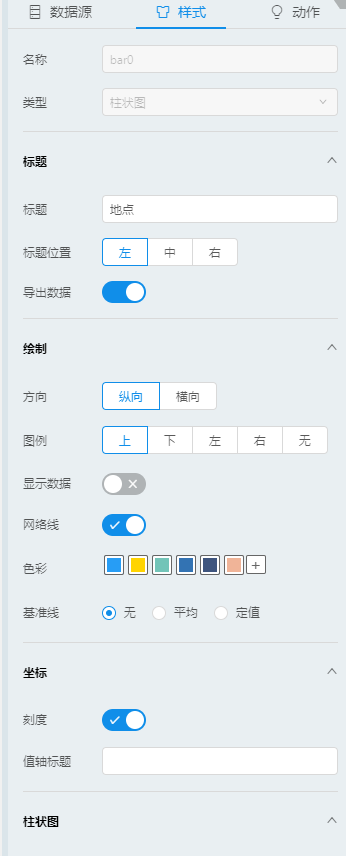 数据源 样式 动作
名称 bar0
类型 柱状图
标题
标题 地点
标题位置 左 中 右
导出数据
绘制
方向 纵向 横向
图例 上 下 左 右 无
显示数据
网络线
色彩 +
基准线 无 平均 定值
坐标
刻度
值轴标题
柱状图